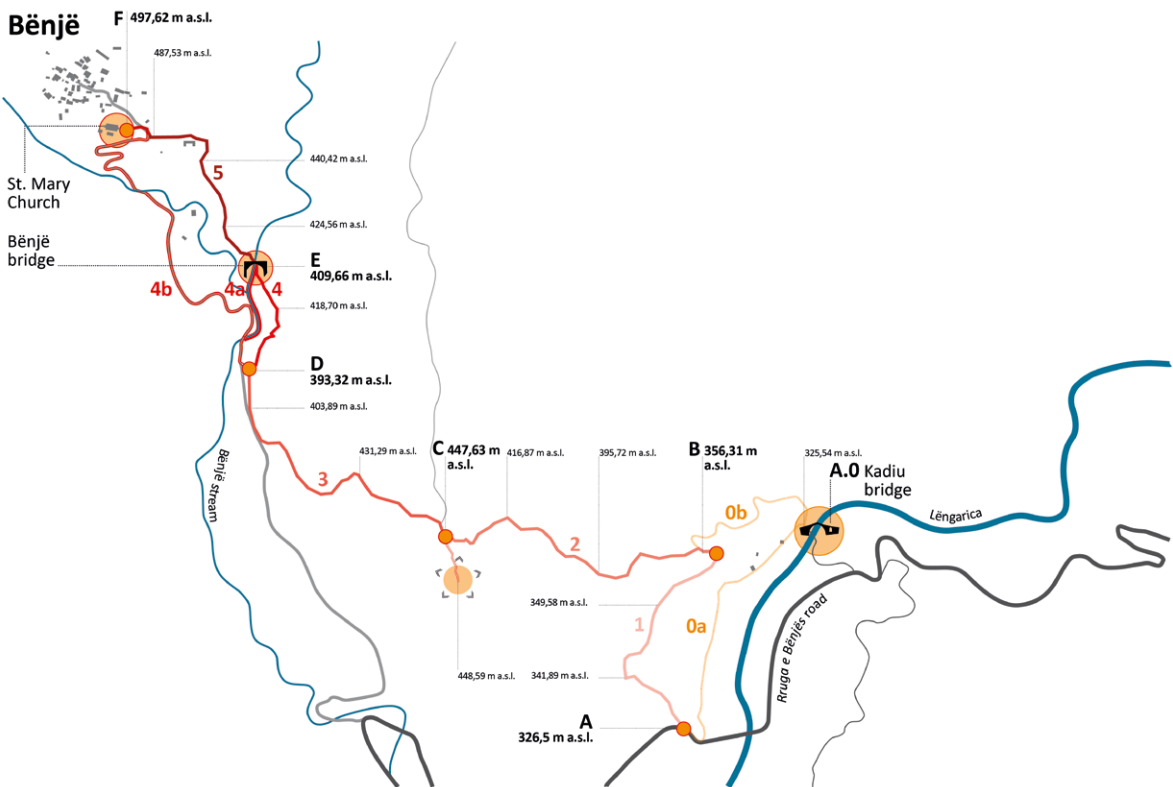 Bënjë
F 497,62 m a.s.l.
487,53 m a.s.l.
St. Mary
Church
Bënjë
bridge
5
440,42 m a.s.l.
424,56 m a.s.l.
E
409,66 m a.s.l.
4b
4a
4
418,70 m a.s.l.
D
393,32 m a.s.l.
403,89 m a.s.l.
Bënjë stream
3
431,29 m a.s.l.
C 447,63 m
a.s.l.
416,87 m a.s.l.
395,72 m a.s.l.
B 356,31 m
a.s.l.
325,54 m a.s.l.
A.0 Kadiu
bridge
0b
Lëngarica
2
349,58 m a.s.l.
1
0a
Rruga e Bënjës road
448,59 m a.s.l.
341,89 m a.s.l.
A
326,5 m a.s.l.